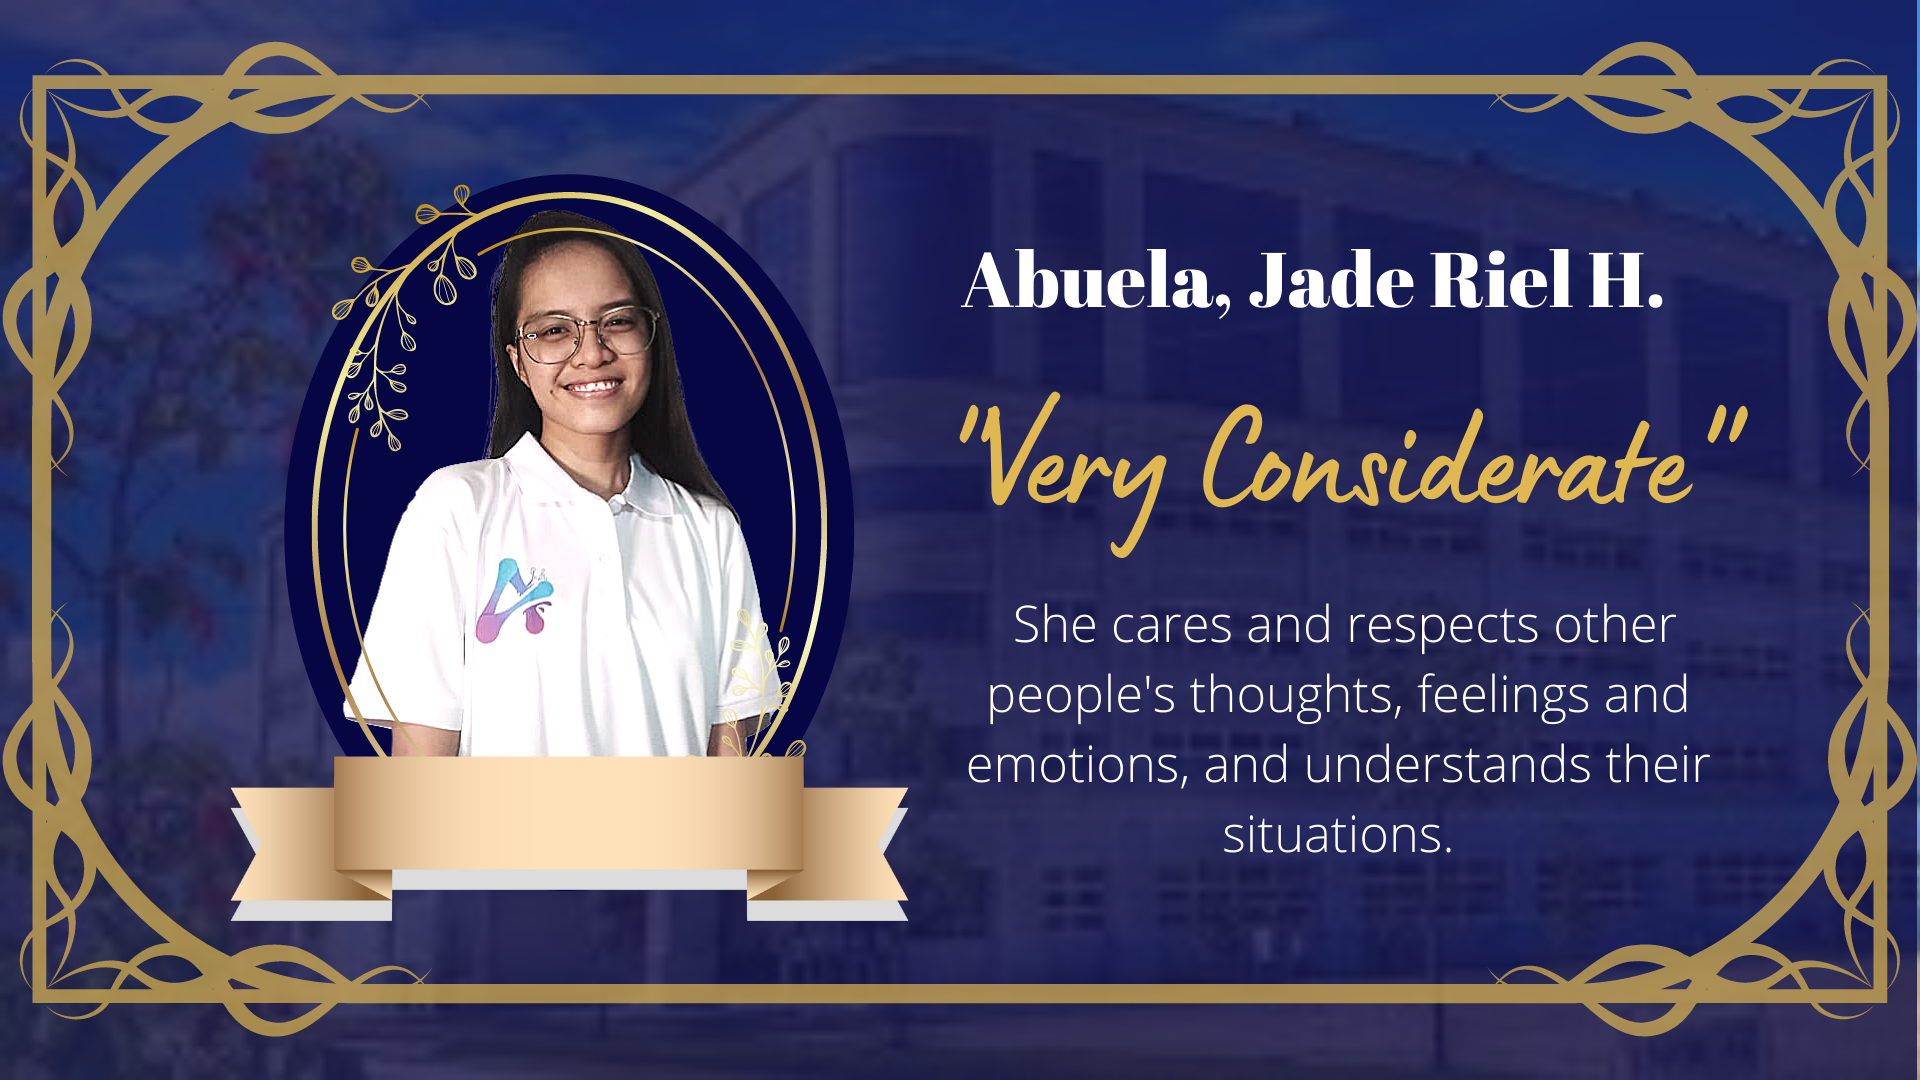 Abuela, Jade Riel H.
"Very Considerate"
She cares and respects other
people's thoughts, feelings and
emotions, and understands their
situations.